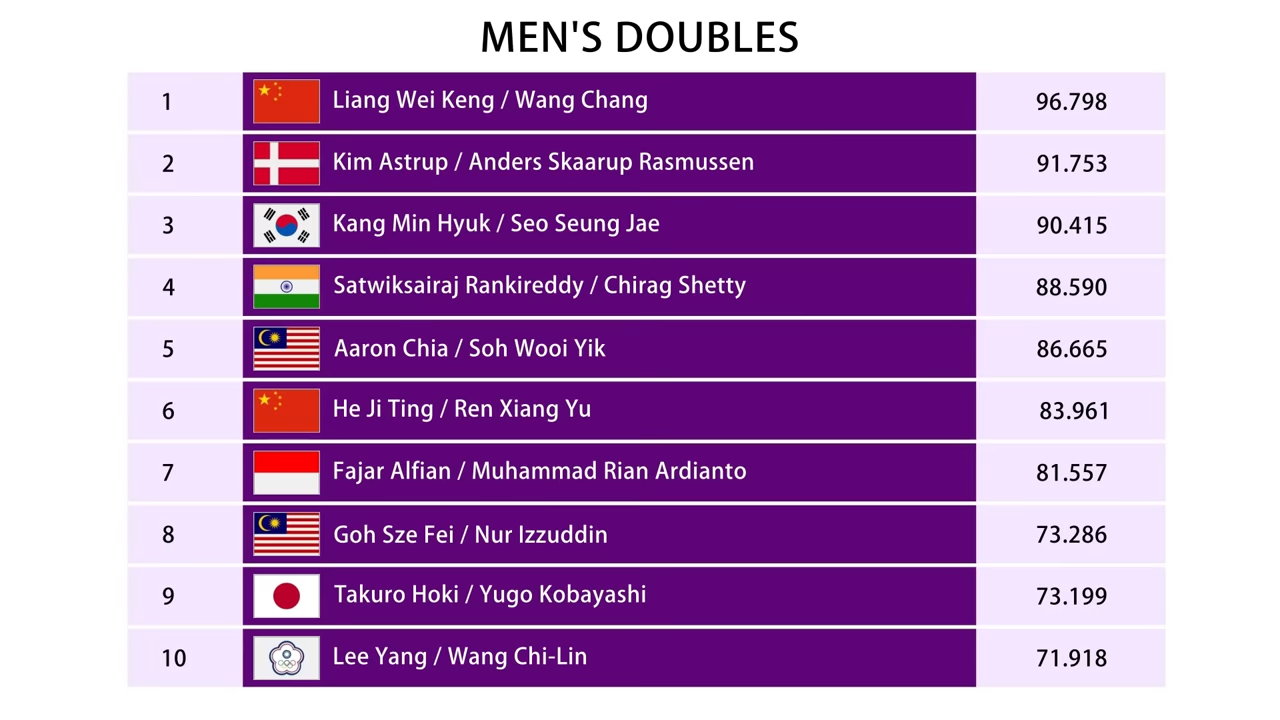 MEN'S DOUBLES
1 Liang Wei Keng / Wang Chang 96.798
2 Kim Astrup / Anders Skaarup Rasmussen 91.753
3 Kang Min Hyuk / Seo Seung Jae 90.415
4 Satwiksairaj Rankireddy / Chirag Shetty 88.590
5 Aaron Chia / Soh Wooi Yik 86.665
6 He Ji Ting / Ren Xiang Yu 83.961
7 Fajar Alfian / Muhammad Rian Ardianto 81.557
8 Goh Sze Fei / Nur Izzuddin 73.286
9 Takuro Hoki / Yugo Kobayashi 73.199
10 Lee Yang / Wang Chi-Lin 71.918